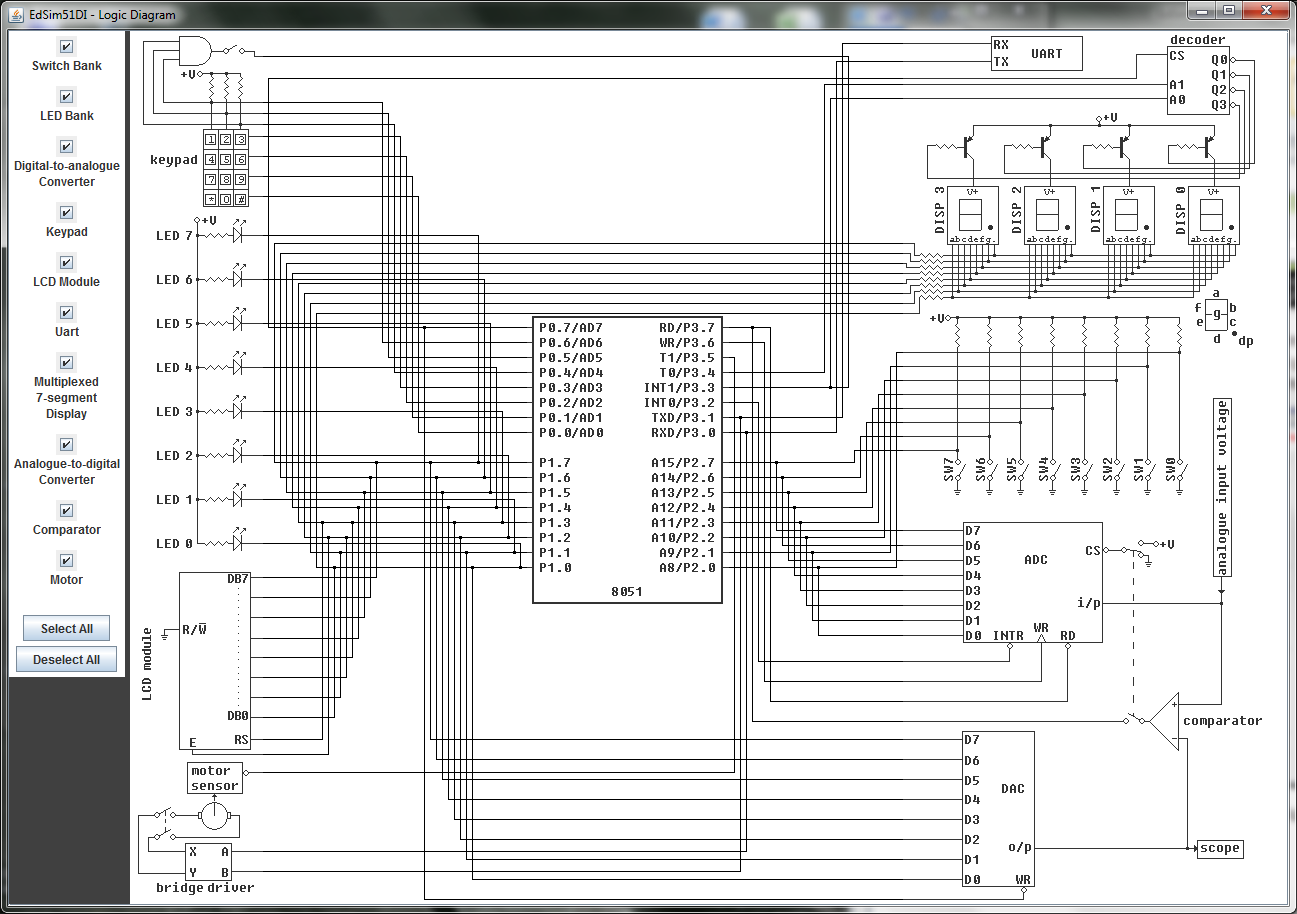 EdSim51DI - Logic Diagram
Switch Bank
LED Bank
Digital-to-analogue
Converter
Keypad
LCD Module
Uart
Multiplexed
7-segment
Display
Analogue-to-digital
Converter
Comparator
Motor
Select All
Deselect All
+V
keypad
1 2 3
4 5 6
7 8 9
* 0 #
+V
LED 7
LED 6
LED 5
LED 4
LED 3
LED 2
LED 1
LED 0
LCD module
DB7
R/W̅
DB0
RS
E
motor
sensor
X A
Y B
bridge driver
P0.7/AD7 RD/P3.7
P0.6/AD6 WR/P3.6
P0.5/AD5 T1/P3.5
P0.4/AD4 T0/P3.4
P0.3/AD3 INT1/P3.3
P0.2/AD2 INT0/P3.2
P0.1/AD1 TXD/P3.1
P0.0/AD0 RXD/P3.0
P1.7 A15/P2.7
P1.6 A14/P2.6
P1.5 A13/P2.5
P1.4 A12/P2.4
P1.3 A11/P2.3
P1.2 A10/P2.2
P1.1 A9/P2.1
P1.0 A8/P2.0
8051
RX
TX
UART
decoder
CS
Q0
Q1
A1
Q2
A0
Q3
+V
DISP 3
V+
abcdefg.
DISP 2
V+
abcdefg.
DISP 1
V+
abcdefg.
DISP 0
V+
abcdefg.
a
f b
g
e c
d dp
+V
SW7
SW6
SW5
SW4
SW3
SW2
SW1
SW0
analogue input voltage
D7
D6
D5
D4
D3
D2
D1
D0
ADC
CS
+V
i/p
INTR
WR
RD
+
-
comparator
D7
D6
D5
D4
D3
D2
D1
D0
DAC
o/p
WR
scope